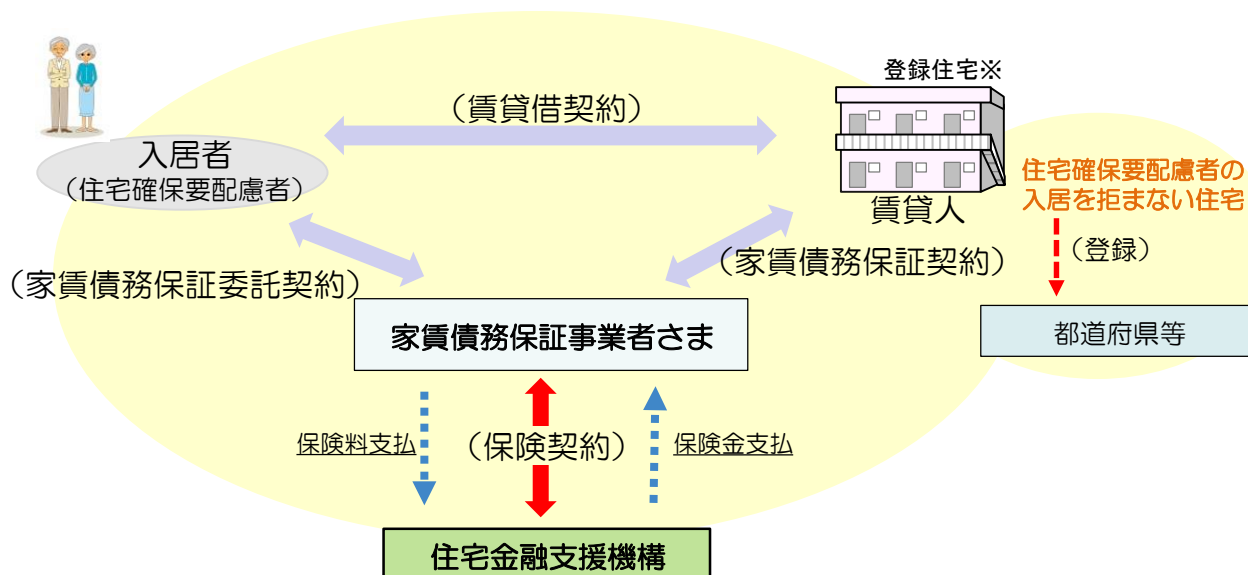 登録住宅※
（賃貸借契約）
入居者
（住宅確保要配慮者）
賃貸人
住宅確保要配慮者の
入居を拒まない住宅
（登録）
（家賃債務保証委託契約）
（家賃債務保証契約）
家賃債務保証事業者さま
都道府県等
保険料支払
（保険契約）
保険金支払
住宅金融支援機構